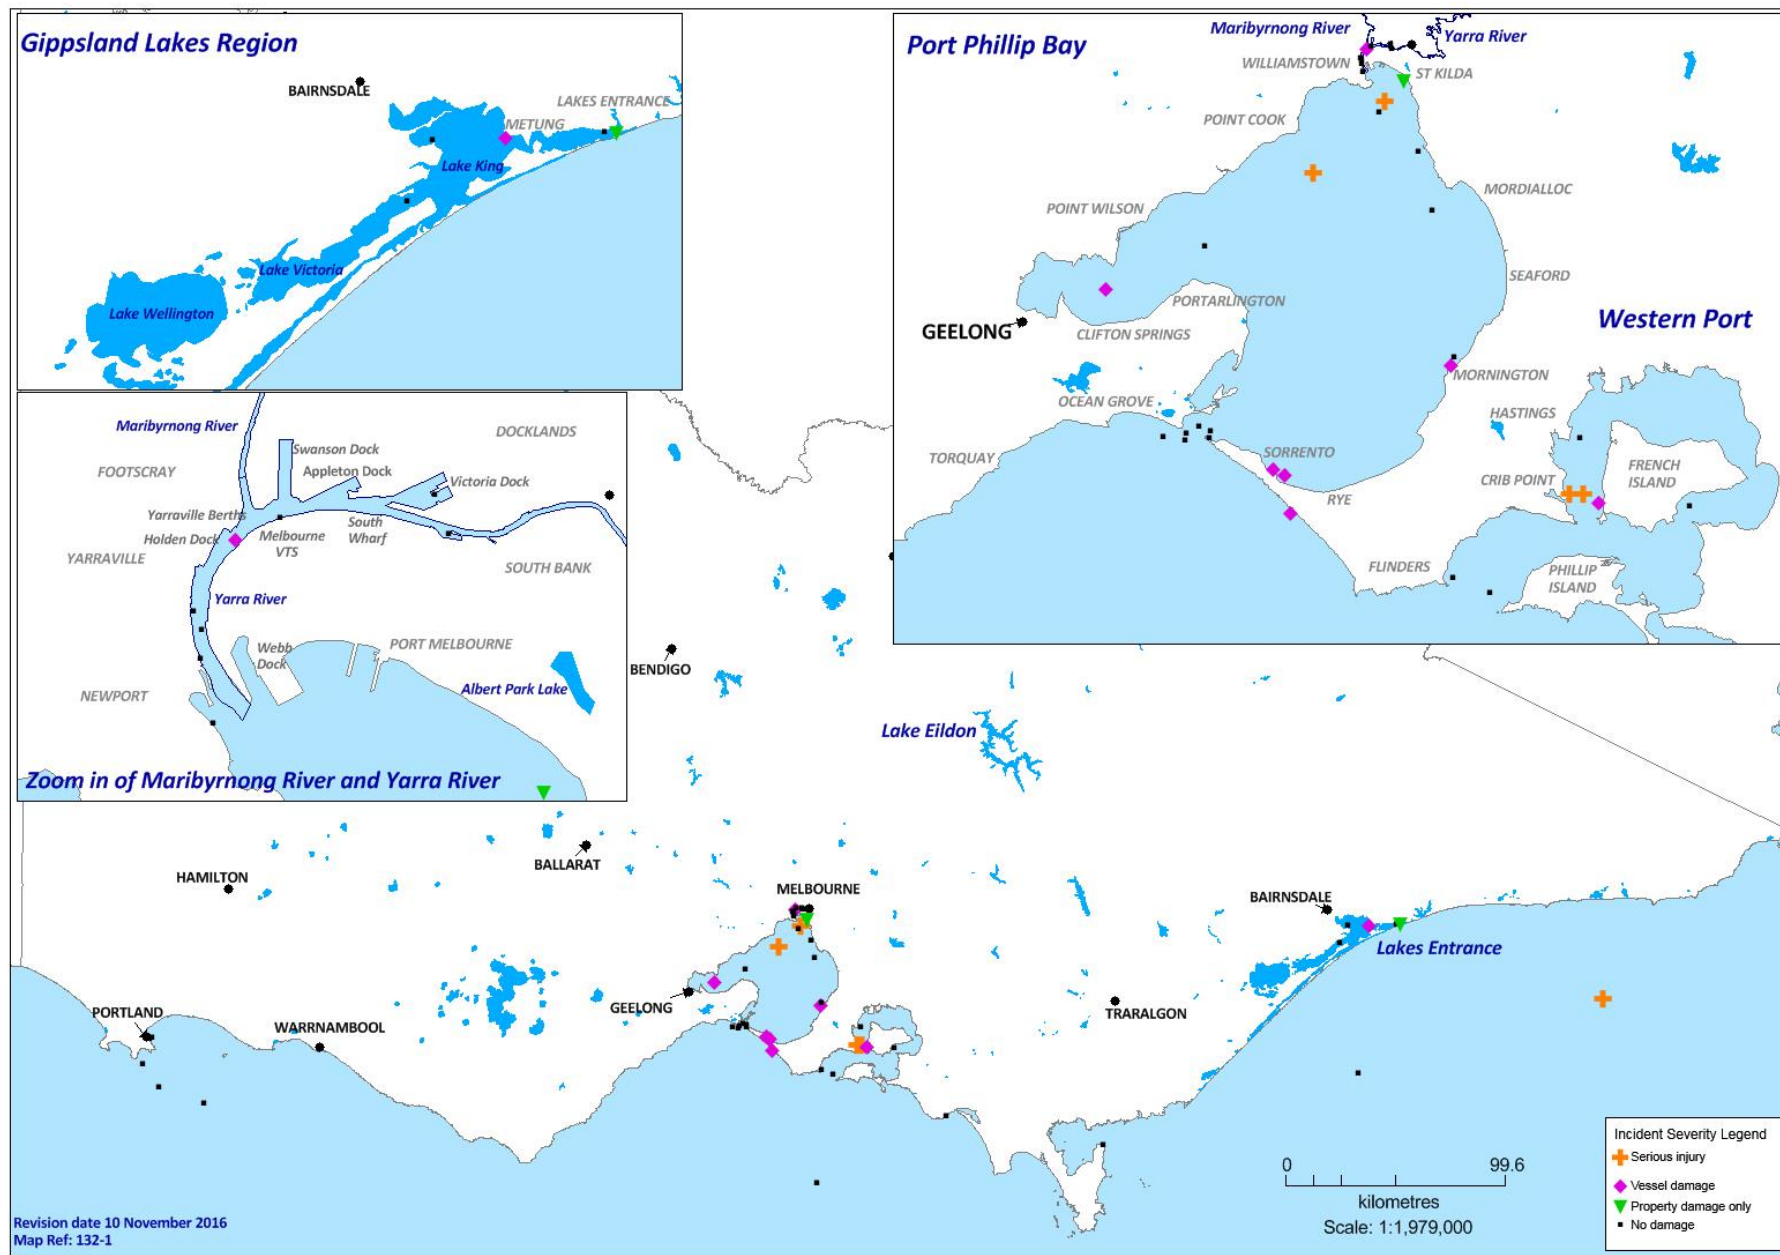 Gippsland Lakes Region
BAIRNSDALE
LAKES ENTRANCE
METUNG
Lake King
Lake Victoria
Lake Wellington
Port Phillip Bay
Maribyrnong River
Yarra River
WILLIAMSTOWN
ST KILDA
POINT COOK
MORDIALLOC
POINT WILSON
SEAFORD
PORTARLINGTON
Western Port
GEELONG
CLIFTON SPRINGS
MORNINGTON
OCEAN GROVE
HASTINGS
TORQUAY
SORRENTO
FRENCH
ISLAND
CRIB POINT
RYE
FLINDERS
PHILLIP
ISLAND
Maribyrnong River
DOCKLANDS
Swanson Dock
FOOTSCRAY
Appleton Dock
Victoria Dock
Yarraville Berths
South
Wharf
Holden Dock
Melbourne
VTS
YARRAVILLE
SOUTH BANK
Yarra River
Webb
Dock
PORT MELBOURNE
NEWPORT
Albert Park Lake
Zoom in of Maribyrnong River and Yarra River
BENDIGO
Lake Eildon
BALLARAT
HAMILTON
MELBOURNE
BAIRNSDALE
Lakes Entrance
GEELONG
PORTLAND
WARRNAMBOOL
TRARALGON
Incident Severity Legend
Serious injury
Vessel damage
Property damage only
No damage
0 99.6
kilometres
Scale: 1:1,979,000
Revision date 10 November 2016
Map Ref: 132-1